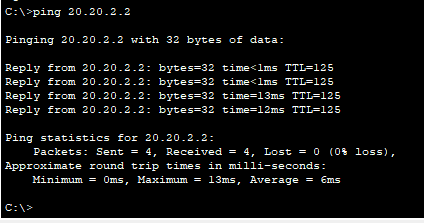 C:\>ping 20.20.2.2
Pinging 20.20.2.2 with 32 bytes of data:
Reply from 20.20.2.2: bytes=32 time<1ms TTL=125
Reply from 20.20.2.2: bytes=32 time<1ms TTL=125
Reply from 20.20.2.2: bytes=32 time=13ms TTL=125
Reply from 20.20.2.2: bytes=32 time=12ms TTL=125
Ping statistics for 20.20.2.2:
Packets: Sent = 4, Received = 4, Lost = 0 (0% loss),
Approximate round trip times in milli-seconds:
Minimum = 0ms, Maximum = 13ms, Average = 6ms
C:\>